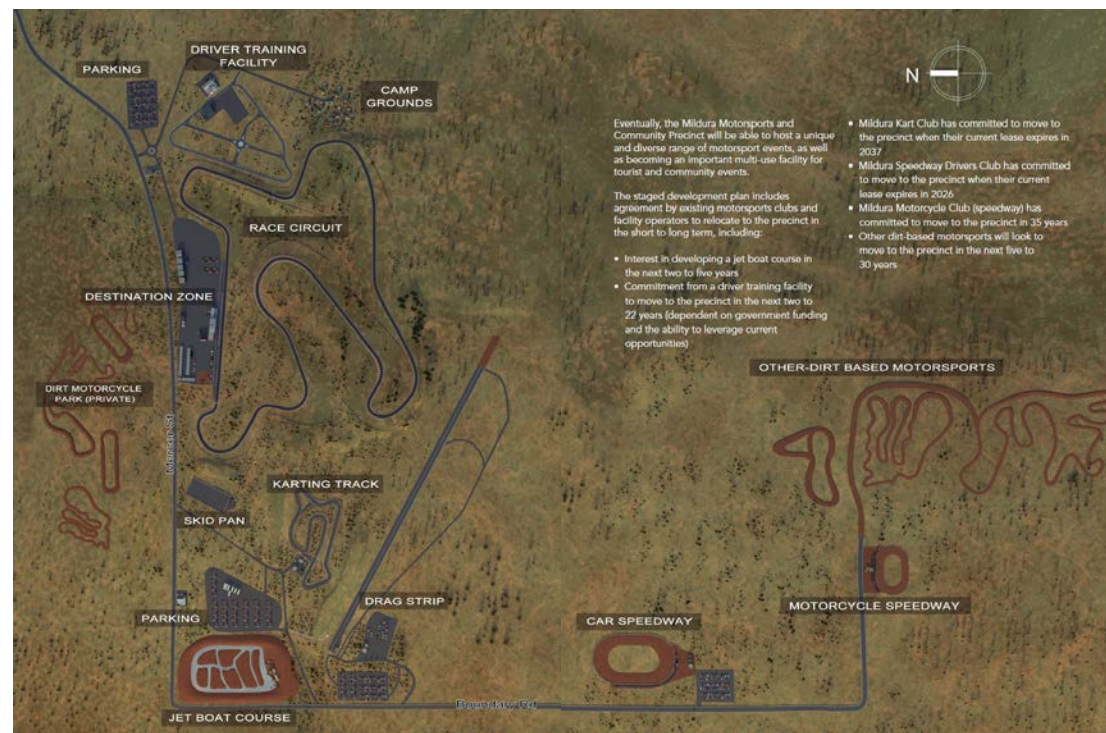 DRIVER TRAINING
FACILITY
PARKING
CAMP
GROUNDS
N
Eventually, the Mildura Motorsports and
Community Precinct will be able to host a unique
and diverse range of motorsport events, as well
as becoming an important multi-use facility for
tourist and community events.
The staged development plan includes
agreement by existing motorsports clubs and
facility operators to relocate to the precinct in
the short to long term, including:
• Interest in developing a jet boat course in
the next two to five years
• Commitment from a driver training facility
to move to the precinct in the next two to
22 years (dependent on government funding
and the ability to leverage current
opportunities)
• Mildura Kart Club has committed to move to
the precinct when their current lease expires in
2037
• Mildura Speedway Drivers Club has committed
to move to the precinct when their current
lease expires in 2026
• Mildura Motorcycle Club (speedway) has
committed to move to the precinct in 35 years
• Other dirt-based motorsports will look to
move to the precinct in the next five to
30 years
RACE CIRCUIT
DESTINATION ZONE
OTHER-DIRT BASED MOTORSPORTS
DIRT MOTORCYCLE
PARK (PRIVATE)
KARTING TRACK
SKID PAN
DRAG STRIP
MOTORCYCLE SPEEDWAY
PARKING
CAR SPEEDWAY
Boundary Rd
JET BOAT COURSE